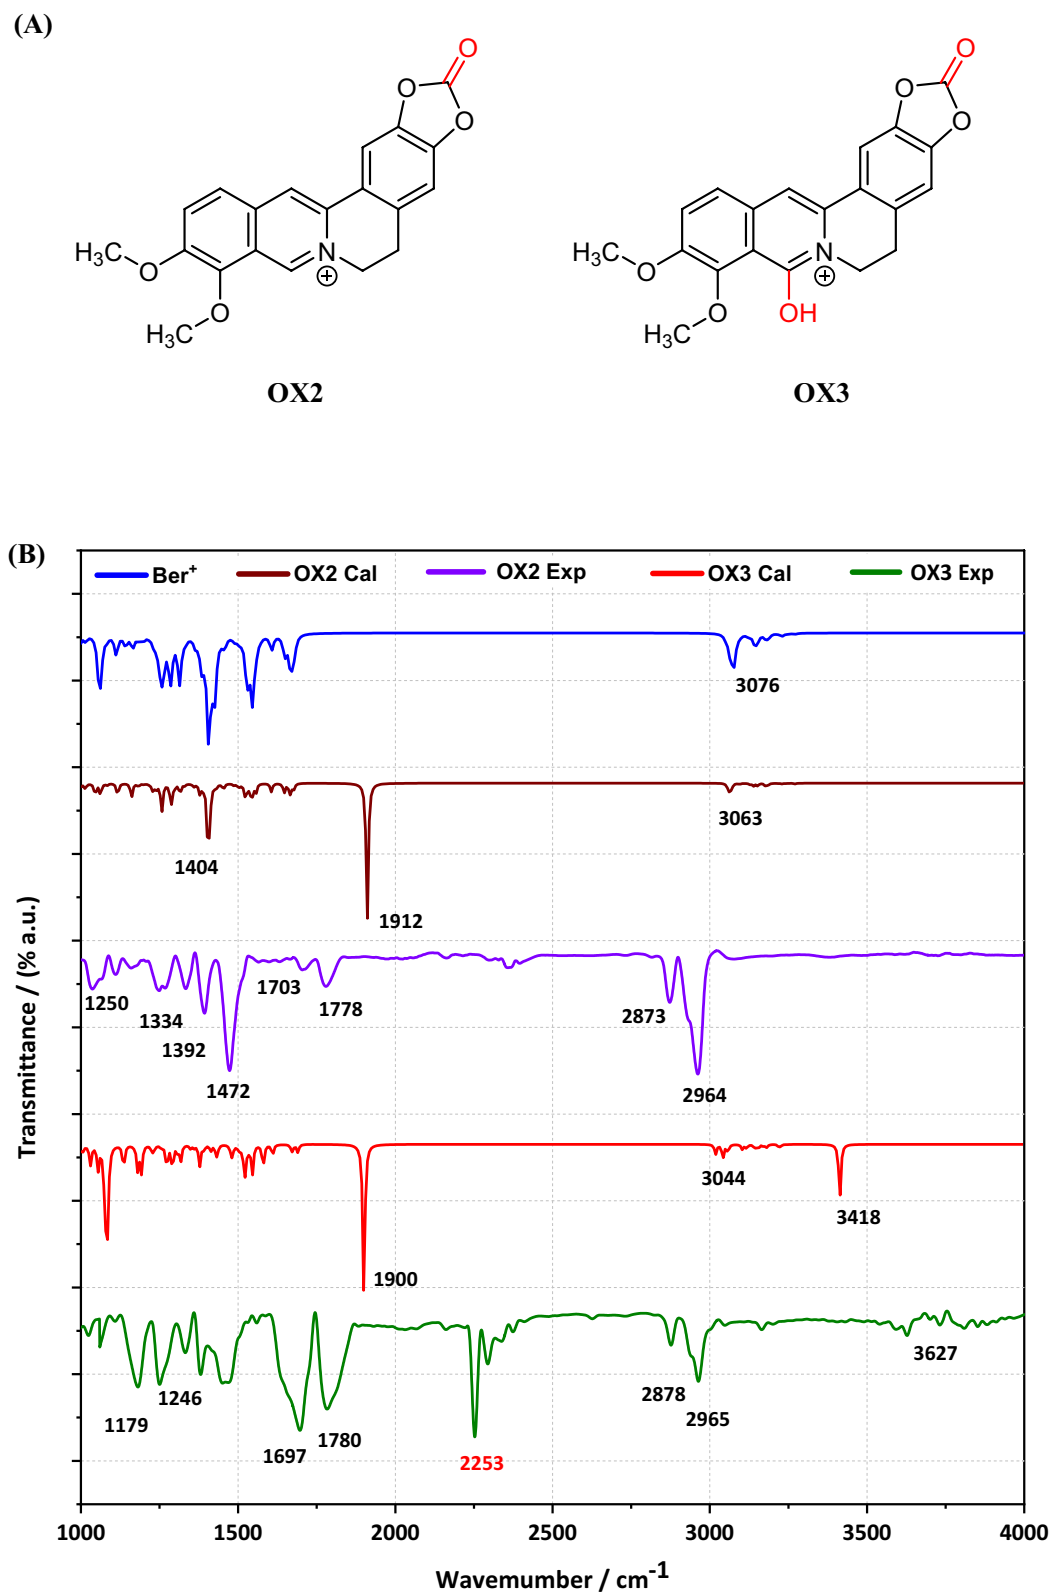 (A)
O
O
O
N
+
H3C
O
O
H3C
OX2
O
O
O
N
+
H3C
O
O
H3C
OH
OX3
(B)
Ber+ OX2 Cal OX2 Exp OX3 Cal OX3 Exp
3076
3063
1404
1912
1250
1334
1392
1472
1703
1778
2873
2964
3044
3418
1900
1179
1246
1697
1780
2253
2878
2965
3627
Transmittance / (% a.u.)
1000 1500 2000 2500 3000 3500 4000
Wavemumber / cm-1